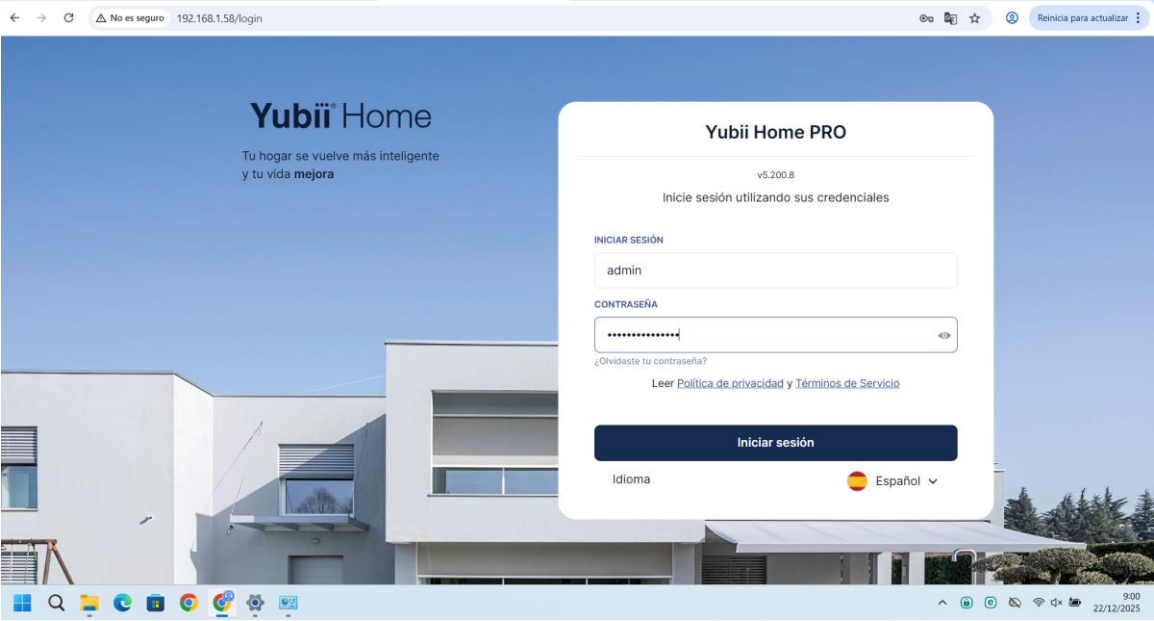 No es seguro 192.168.1.58/login
Reinicia para actualizar
Yubii® Home
Tu hogar se vuelve más inteligente
y tu vida mejora
Yubii Home PRO
v5.200.8
Inicie sesión utilizando sus credenciales
INICIAR SESIÓN
admin
CONTRASEÑA
•••••••••••••••
¿Olvidaste tu contraseña?
Leer Política de privacidad y Términos de Servicio
Iniciar sesión
Idioma
Español
9:00
22/12/2025